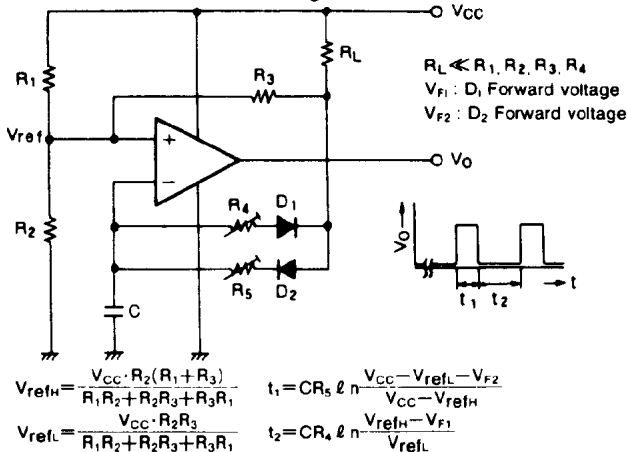 VCC
R1
RL
R3
RL ≪ R1, R2, R3, R4
VF1 : D1 Forward voltage
VF2 : D2 Forward voltage
Vref
+
−
VO
R2
R4 D1
R5 D2
C
VO →
t1 t2 → t
VrefH = VCC·R2(R1+R3) / R1R2+R2R3+R3R1
t1 = CR5 ℓn VCC−VrefL−VF2 / VCC−VrefH
VrefL = VCC·R2R3 / R1R2+R2R3+R3R1
t2 = CR4 ℓn VrefH−VF1 / VrefL